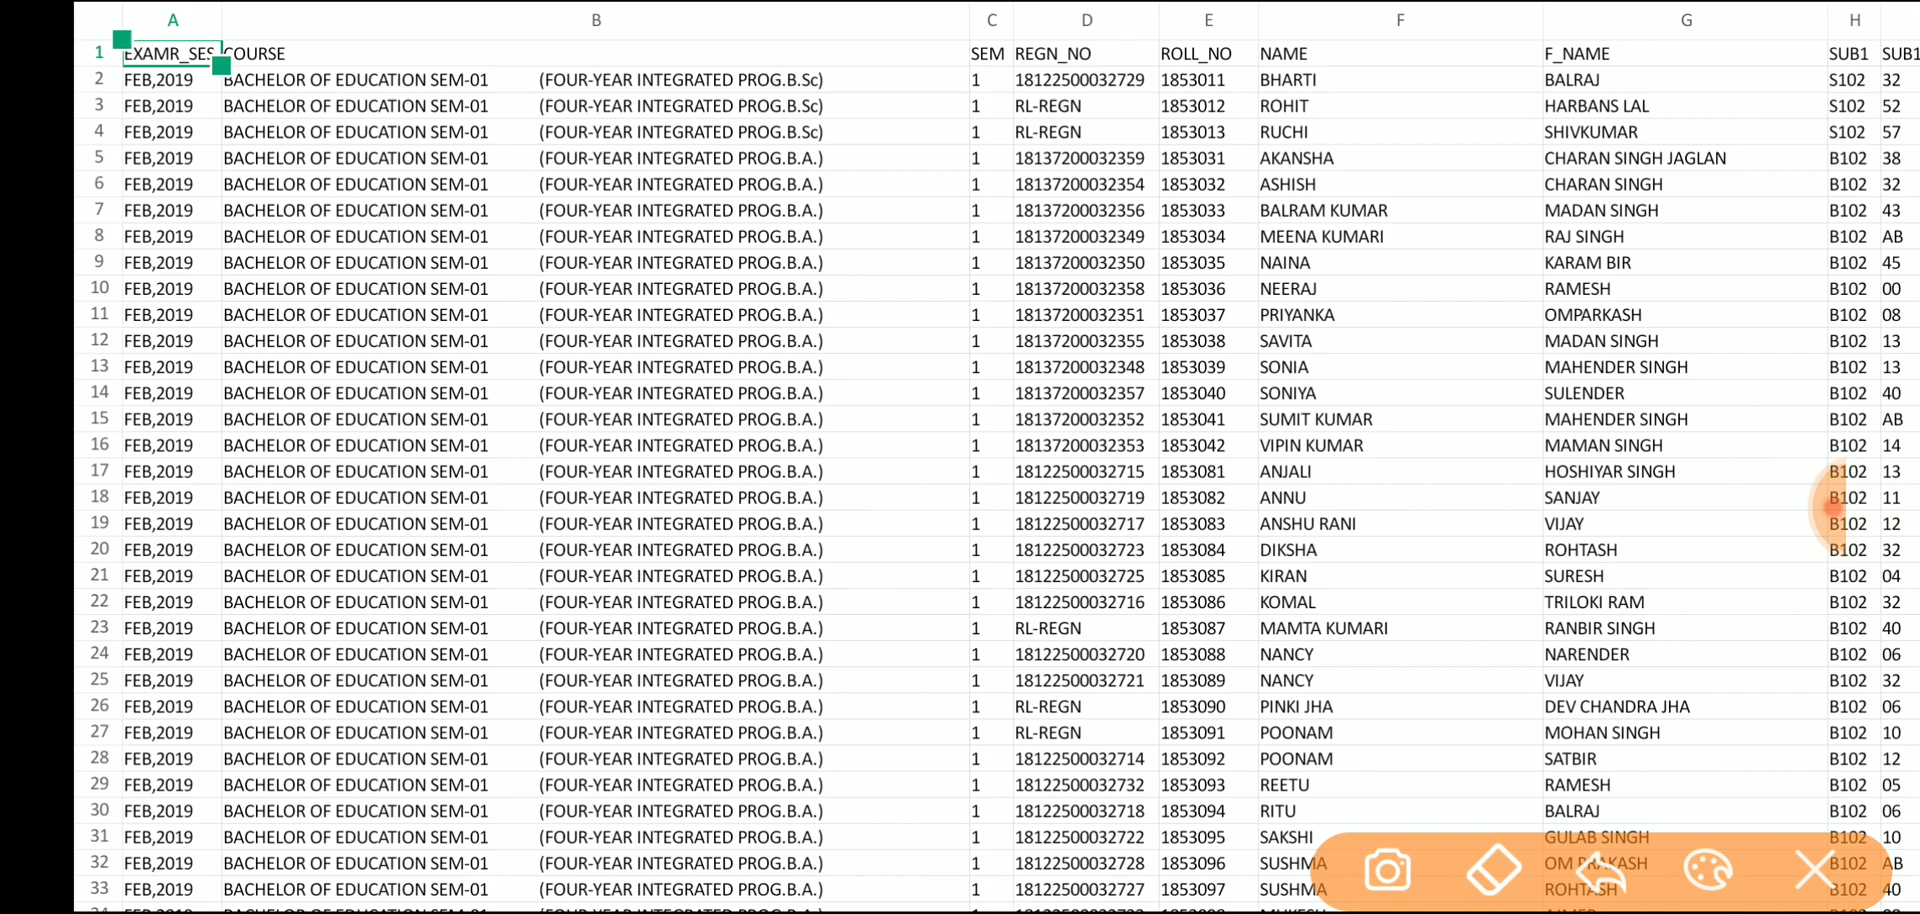 A B C D E F G H
1 EXAMR_SES COURSE SEM REGN_NO ROLL_NO NAME F_NAME SUB1 SUB1
2 FEB,2019 BACHELOR OF EDUCATION SEM-01 (FOUR-YEAR INTEGRATED PROG.B.Sc) 1 18122500032729 1853011 BHARTI BALRAJ S102 32
3 FEB,2019 BACHELOR OF EDUCATION SEM-01 (FOUR-YEAR INTEGRATED PROG.B.Sc) 1 RL-REGN 1853012 ROHIT HARBANS LAL S102 52
4 FEB,2019 BACHELOR OF EDUCATION SEM-01 (FOUR-YEAR INTEGRATED PROG.B.Sc) 1 RL-REGN 1853013 RUCHI SHIVKUMAR S102 57
5 FEB,2019 BACHELOR OF EDUCATION SEM-01 (FOUR-YEAR INTEGRATED PROG.B.A.) 1 18137200032359 1853031 AKANSHA CHARAN SINGH JAGLAN B102 38
6 FEB,2019 BACHELOR OF EDUCATION SEM-01 (FOUR-YEAR INTEGRATED PROG.B.A.) 1 18137200032354 1853032 ASHISH CHARAN SINGH B102 32
7 FEB,2019 BACHELOR OF EDUCATION SEM-01 (FOUR-YEAR INTEGRATED PROG.B.A.) 1 18137200032356 1853033 BALRAM KUMAR MADAN SINGH B102 43
8 FEB,2019 BACHELOR OF EDUCATION SEM-01 (FOUR-YEAR INTEGRATED PROG.B.A.) 1 18137200032349 1853034 MEENA KUMARI RAJ SINGH B102 AB
9 FEB,2019 BACHELOR OF EDUCATION SEM-01 (FOUR-YEAR INTEGRATED PROG.B.A.) 1 18137200032350 1853035 NAINA KARAM BIR B102 45
10 FEB,2019 BACHELOR OF EDUCATION SEM-01 (FOUR-YEAR INTEGRATED PROG.B.A.) 1 18137200032358 1853036 NEERAJ RAMESH B102 00
11 FEB,2019 BACHELOR OF EDUCATION SEM-01 (FOUR-YEAR INTEGRATED PROG.B.A.) 1 18137200032351 1853037 PRIYANKA OMPARKASH B102 08
12 FEB,2019 BACHELOR OF EDUCATION SEM-01 (FOUR-YEAR INTEGRATED PROG.B.A.) 1 18137200032355 1853038 SAVITA MADAN SINGH B102 13
13 FEB,2019 BACHELOR OF EDUCATION SEM-01 (FOUR-YEAR INTEGRATED PROG.B.A.) 1 18137200032348 1853039 SONIA MAHENDER SINGH B102 13
14 FEB,2019 BACHELOR OF EDUCATION SEM-01 (FOUR-YEAR INTEGRATED PROG.B.A.) 1 18137200032357 1853040 SONIYA SULENDER B102 40
15 FEB,2019 BACHELOR OF EDUCATION SEM-01 (FOUR-YEAR INTEGRATED PROG.B.A.) 1 18137200032352 1853041 SUMIT KUMAR MAHENDER SINGH B102 AB
16 FEB,2019 BACHELOR OF EDUCATION SEM-01 (FOUR-YEAR INTEGRATED PROG.B.A.) 1 18137200032353 1853042 VIPIN KUMAR MAMAN SINGH B102 14
17 FEB,2019 BACHELOR OF EDUCATION SEM-01 (FOUR-YEAR INTEGRATED PROG.B.A.) 1 18122500032715 1853081 ANJALI HOSHIYAR SINGH B102 13
18 FEB,2019 BACHELOR OF EDUCATION SEM-01 (FOUR-YEAR INTEGRATED PROG.B.A.) 1 18122500032719 1853082 ANNU SANJAY B102 11
19 FEB,2019 BACHELOR OF EDUCATION SEM-01 (FOUR-YEAR INTEGRATED PROG.B.A.) 1 18122500032717 1853083 ANSHU RANI VIJAY B102 12
20 FEB,2019 BACHELOR OF EDUCATION SEM-01 (FOUR-YEAR INTEGRATED PROG.B.A.) 1 18122500032723 1853084 DIKSHA ROHTASH B102 32
21 FEB,2019 BACHELOR OF EDUCATION SEM-01 (FOUR-YEAR INTEGRATED PROG.B.A.) 1 18122500032725 1853085 KIRAN SURESH B102 04
22 FEB,2019 BACHELOR OF EDUCATION SEM-01 (FOUR-YEAR INTEGRATED PROG.B.A.) 1 18122500032716 1853086 KOMAL TRILOKI RAM B102 32
23 FEB,2019 BACHELOR OF EDUCATION SEM-01 (FOUR-YEAR INTEGRATED PROG.B.A.) 1 RL-REGN 1853087 MAMTA KUMARI RANBIR SINGH B102 40
24 FEB,2019 BACHELOR OF EDUCATION SEM-01 (FOUR-YEAR INTEGRATED PROG.B.A.) 1 18122500032720 1853088 NANCY NARENDER B102 06
25 FEB,2019 BACHELOR OF EDUCATION SEM-01 (FOUR-YEAR INTEGRATED PROG.B.A.) 1 18122500032721 1853089 NANCY VIJAY B102 32
26 FEB,2019 BACHELOR OF EDUCATION SEM-01 (FOUR-YEAR INTEGRATED PROG.B.A.) 1 RL-REGN 1853090 PINKI JHA DEV CHANDRA JHA B102 06
27 FEB,2019 BACHELOR OF EDUCATION SEM-01 (FOUR-YEAR INTEGRATED PROG.B.A.) 1 RL-REGN 1853091 POONAM MOHAN SINGH B102 10
28 FEB,2019 BACHELOR OF EDUCATION SEM-01 (FOUR-YEAR INTEGRATED PROG.B.A.) 1 18122500032714 1853092 POONAM SATBIR B102 12
29 FEB,2019 BACHELOR OF EDUCATION SEM-01 (FOUR-YEAR INTEGRATED PROG.B.A.) 1 18122500032732 1853093 REETU RAMESH B102 05
30 FEB,2019 BACHELOR OF EDUCATION SEM-01 (FOUR-YEAR INTEGRATED PROG.B.A.) 1 18122500032718 1853094 RITU BALRAJ B102 06
31 FEB,2019 BACHELOR OF EDUCATION SEM-01 (FOUR-YEAR INTEGRATED PROG.B.A.) 1 18122500032722 1853095 SAKSHI GULAB SINGH B102 10
32 FEB,2019 BACHELOR OF EDUCATION SEM-01 (FOUR-YEAR INTEGRATED PROG.B.A.) 1 18122500032728 1853096 SUSHMA OM PRAKASH B102 AB
33 FEB,2019 BACHELOR OF EDUCATION SEM-01 (FOUR-YEAR INTEGRATED PROG.B.A.) 1 18122500032727 1853097 SUSHMA ROHTASH B102 40